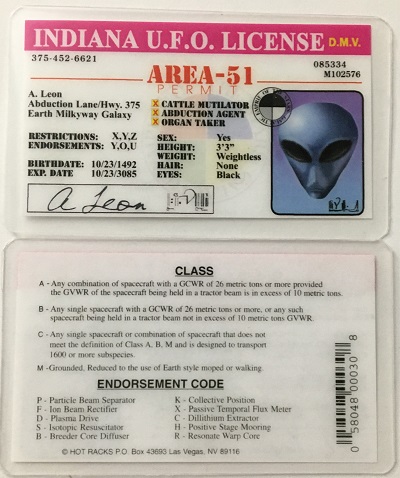 INDIANA U.F.O. LICENSE D.M.V.
375-452-6621
085334
M102576
AREA-51
PERMIT
A. Leon
Abduction Lane/Hwy. 375
Earth Milkyway Galaxy
X CATTLE MUTILATOR
X ABDUCTION AGENT
X ORGAN TAKER
RESTRICTIONS: X,Y,Z
ENDORSEMENTS: Y,O,U
BIRTHDATE: 10/23/1492
EXP. DATE 10/23/3085
SEX: Yes
HEIGHT: 3'3"
WEIGHT: Weightless
HAIR: None
EYES: Black
A Leon
CLASS
A - Any combination of spacecraft with a GCWR of 26 metric tons or more provided
the GVWR of the spacecraft being held in a tractor beam is in excess of 10 metric tons.
B - Any single spacecraft with a GCWR of 26 metric tons or more, or any such
spacecraft being held in a tractor beam not in excess of 10 metric tons GVWR.
C - Any single spacecraft or combination of spacecraft that does not
meet the definition of Class A, B, M and is designed to transport
1600 or more subspecies.
M -Grounded. Reduced to the use of Earth style moped or walking.
ENDORSEMENT CODE
P - Particle Beam Separator
F - Ion Beam Rectifier
D - Plasma Drive
S - Isotopic Resuscitator
B - Breeder Core Diffuser
K - Collective Position
X - Passive Temporal Flux Meter
C - Dillithium Extractor
H - Positive Stage Mooring
R - Resonate Warp Core
© HOT RACKS P.O. Box 43693 Las Vegas, NV 89116
0 58048 00030 8